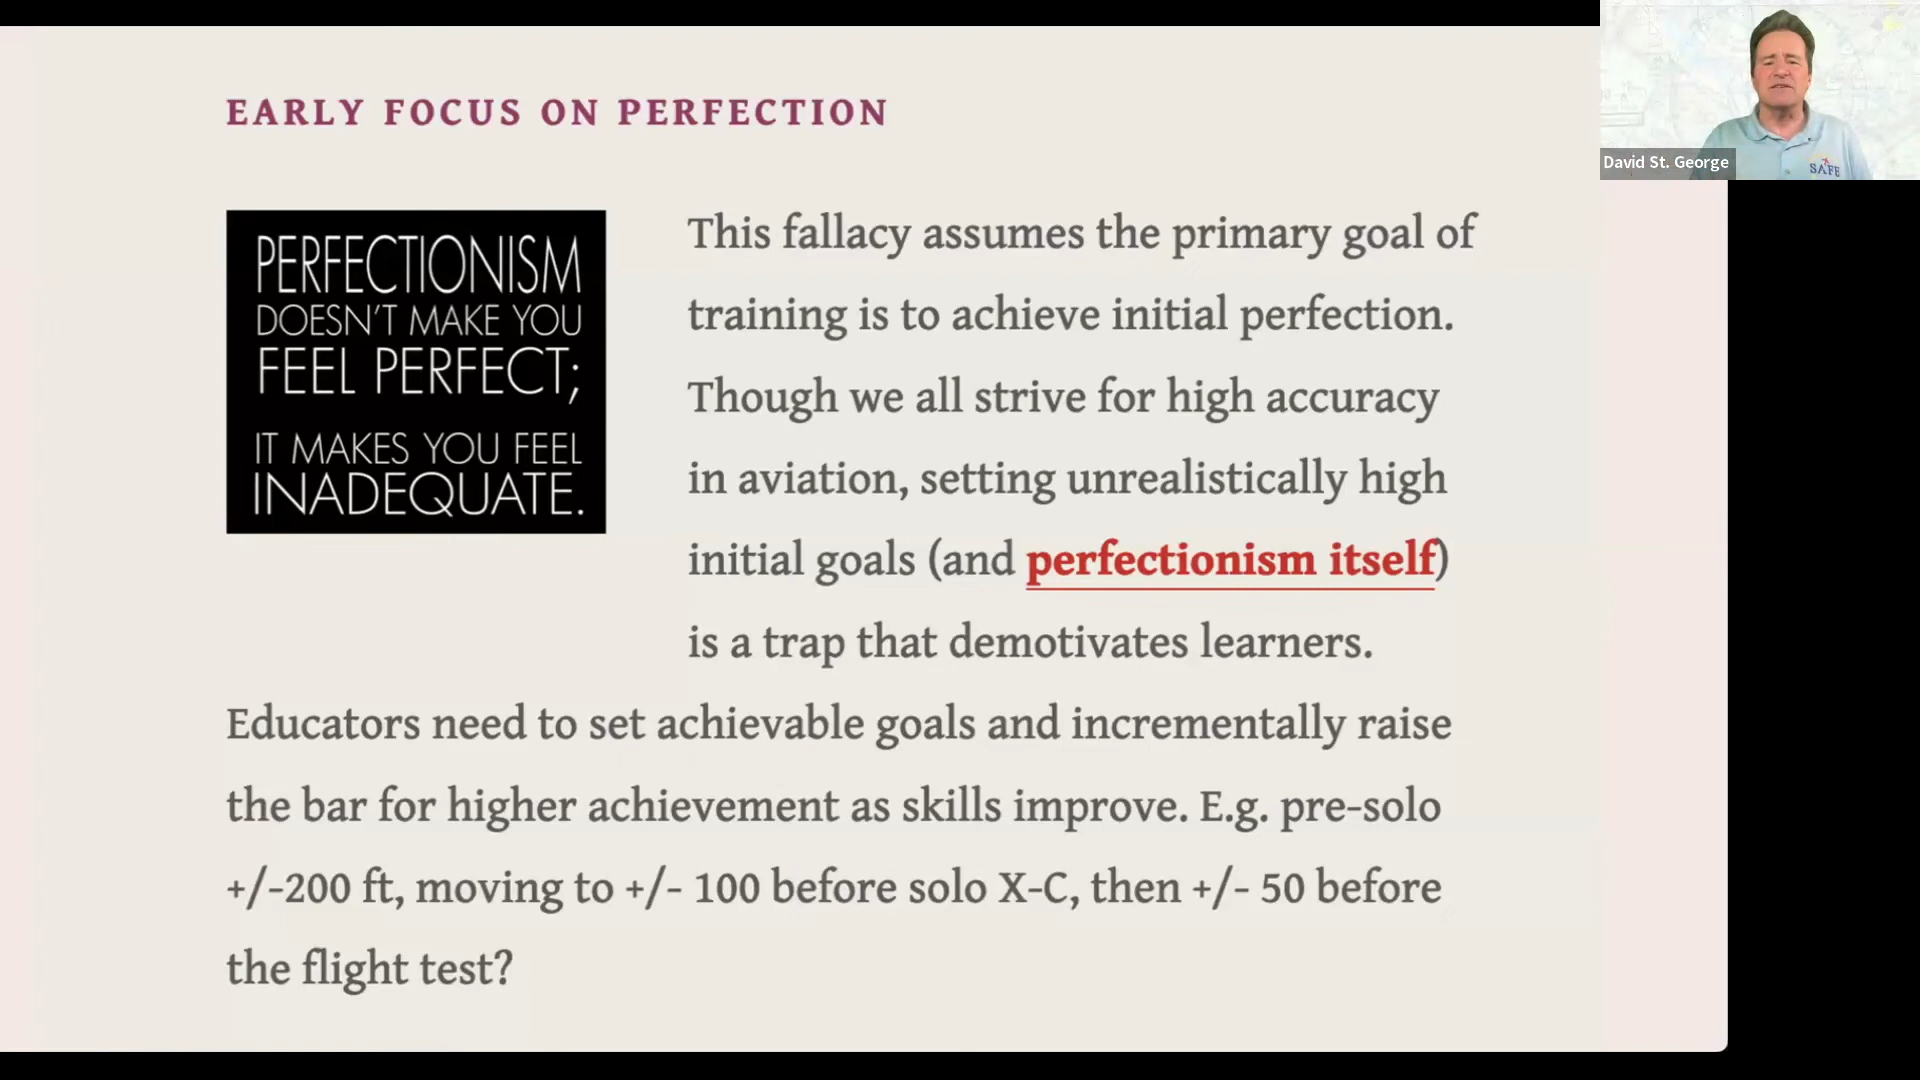 EARLY FOCUS ON PERFECTION
PERFECTIONISM
DOESN'T MAKE YOU
FEEL PERFECT;
IT MAKES YOU FEEL
INADEQUATE.
This fallacy assumes the primary goal of
training is to achieve initial perfection.
Though we all strive for high accuracy
in aviation, setting unrealistically high
initial goals (and perfectionism itself)
is a trap that demotivates learners.
Educators need to set achievable goals and incrementally raise
the bar for higher achievement as skills improve. E.g. pre-solo
+/-200 ft, moving to +/- 100 before solo X-C, then +/- 50 before
the flight test?
David St. George
SAFE